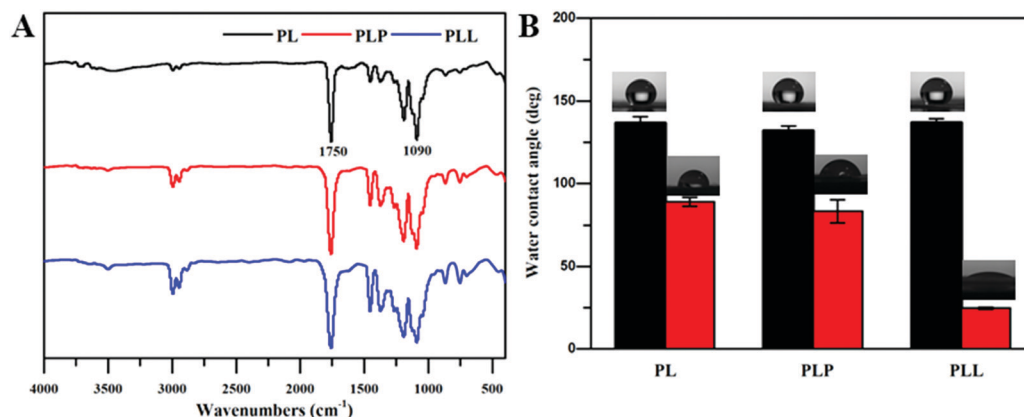 A
PL PLP PLL
1750
1090
4000 3500 3000 2500 2000 1500 1000 500
Wavenumbers (cm⁻¹)
B
Water contact angle (deg)
200
150
100
50
0
PL PLP PLL